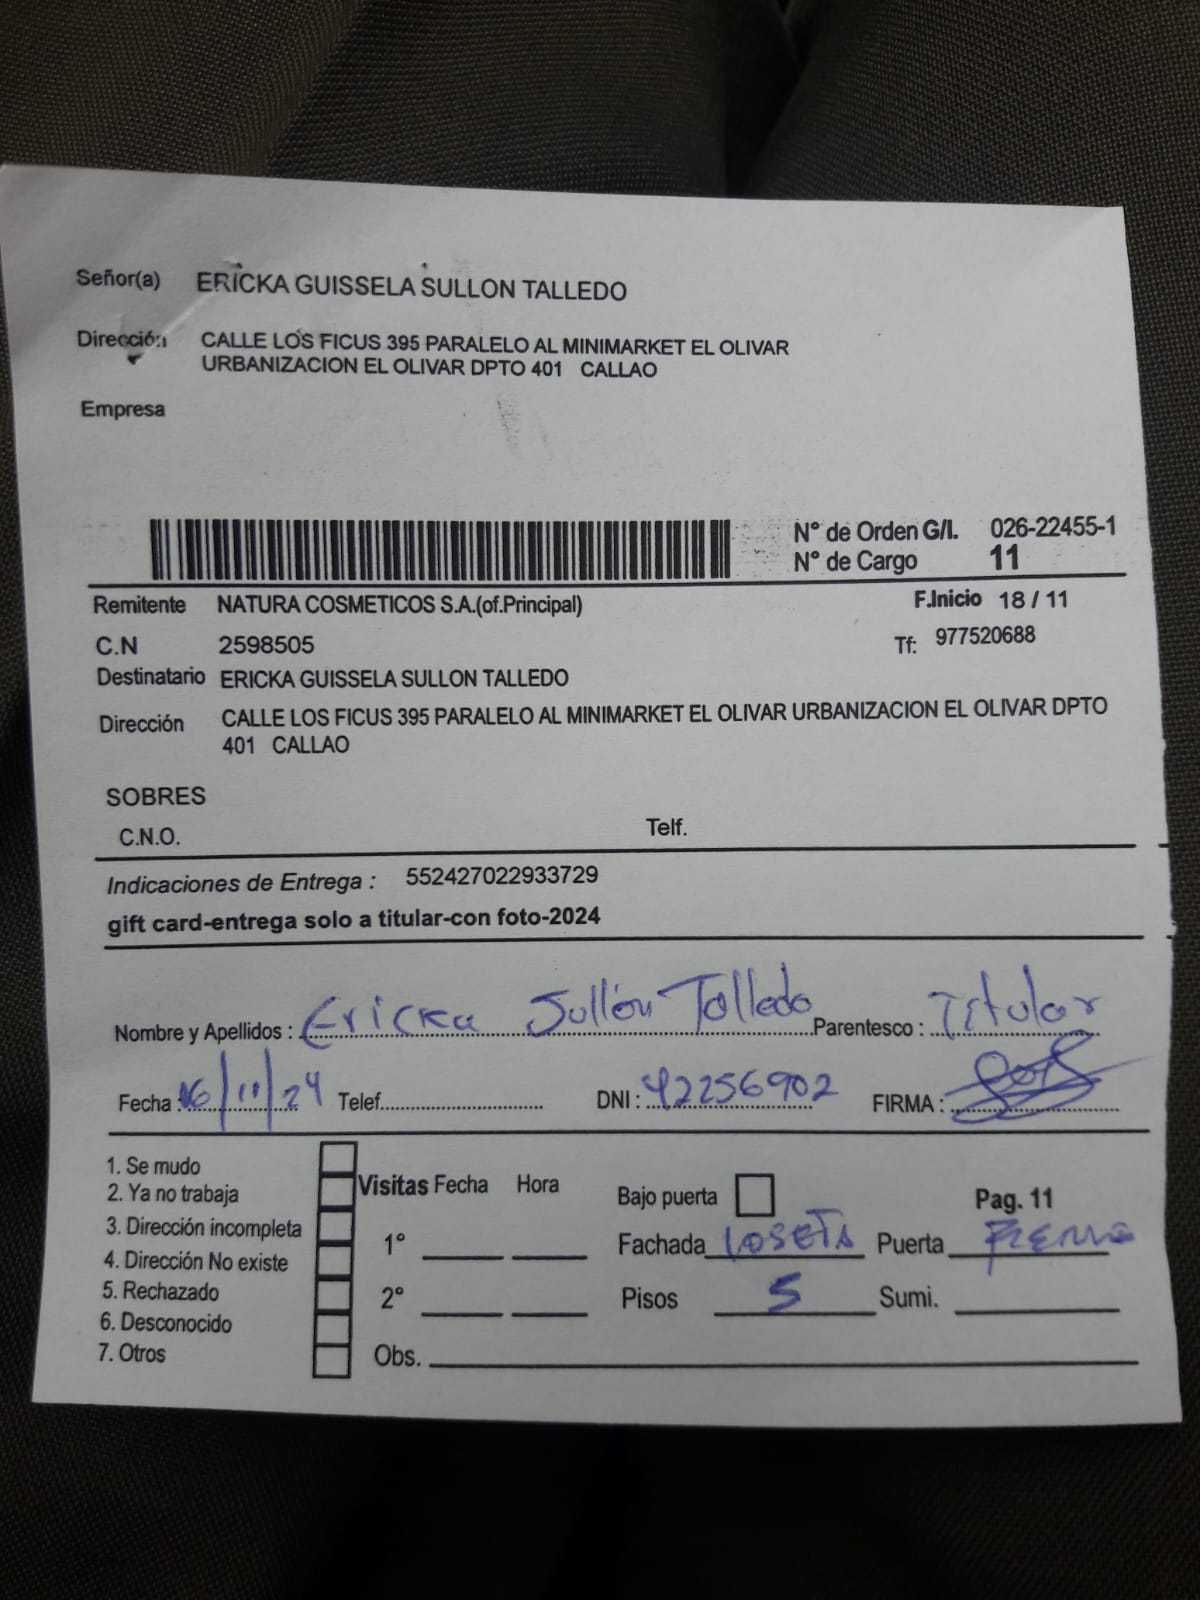 Señor(a) ERICKA GUISSELA SULLON TALLEDO
Dirección CALLE LOS FICUS 395 PARALELO AL MINIMARKET EL OLIVAR
URBANIZACION EL OLIVAR DPTO 401 CALLAO
Empresa
N° de Orden G/I. 026-22455-1
N° de Cargo 11
Remitente NATURA COSMETICOS S.A.(of.Principal) F.Inicio 18 / 11
C.N 2598505 Tf: 977520688
Destinatario ERICKA GUISSELA SULLON TALLEDO
Dirección CALLE LOS FICUS 395 PARALELO AL MINIMARKET EL OLIVAR URBANIZACION EL OLIVAR DPTO
401 CALLAO
SOBRES
C.N.O. Telf.
Indicaciones de Entrega : 552427022933729
gift card-entrega solo a titular-con foto-2024
Nombre y Apellidos : Ericka Sullón Talledo Parentesco : Titular
Fecha : /11/24 Telef. DNI : 42256902 FIRMA :
1. Se mudo
2. Ya no trabaja Visitas Fecha Hora Bajo puerta Pag. 11
3. Dirección incompleta 1° Fachada LOSETA Puerta
4. Dirección No existe
5. Rechazado 2° Pisos 5 Sumi.
6. Desconocido
7. Otros Obs.